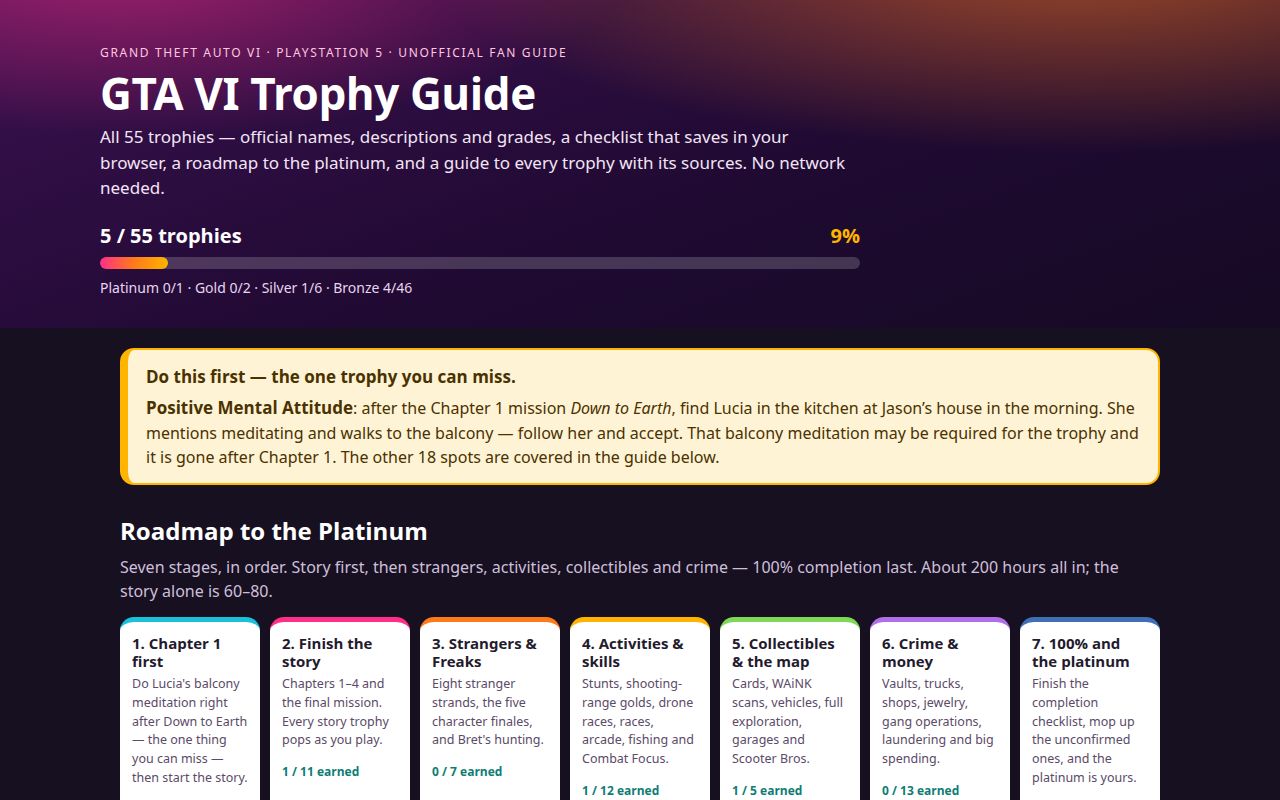 GRAND THEFT AUTO VI · PLAYSTATION 5 · UNOFFICIAL FAN GUIDE
GTA VI Trophy Guide
All 55 trophies — official names, descriptions and grades, a checklist that saves in your
browser, a roadmap to the platinum, and a guide to every trophy with its sources. No network
needed.
5 / 55 trophies
9%
Platinum 0/1 · Gold 0/2 · Silver 1/6 · Bronze 4/46
Do this first — the one trophy you can miss.
Positive Mental Attitude: after the Chapter 1 mission Down to Earth, find Lucia in the kitchen at Jason’s house in the morning. She
mentions meditating and walks to the balcony — follow her and accept. That balcony meditation may be required for the trophy and
it is gone after Chapter 1. The other 18 spots are covered in the guide below.
Roadmap to the Platinum
Seven stages, in order. Story first, then strangers, activities, collectibles and crime — 100% completion last. About 200 hours all in; the
story alone is 60–80.
1. Chapter 1
first
Do Lucia's balcony
meditation right
after Down to Earth
— the one thing
you can miss —
then start the story.
2. Finish the
story
Chapters 1–4 and
the final mission.
Every story trophy
pops as you play.
1 / 11 earned
3. Strangers &
Freaks
Eight stranger
strands, the five
character finales,
and Bret's hunting.
0 / 7 earned
4. Activities &
skills
Stunts, shooting-
range golds, drone
races, races,
arcade, fishing and
Combat Focus.
1 / 12 earned
5. Collectibles
& the map
Cards, WAiNK
scans, vehicles, full
exploration,
garages and
Scooter Bros.
1 / 5 earned
6. Crime &
money
Vaults, trucks,
shops, jewelry,
gang operations,
laundering and big
spending.
0 / 13 earned
7. 100% and
the platinum
Finish the
completion
checklist, mop up
the unconfirmed
ones, and the
platinum is yours.